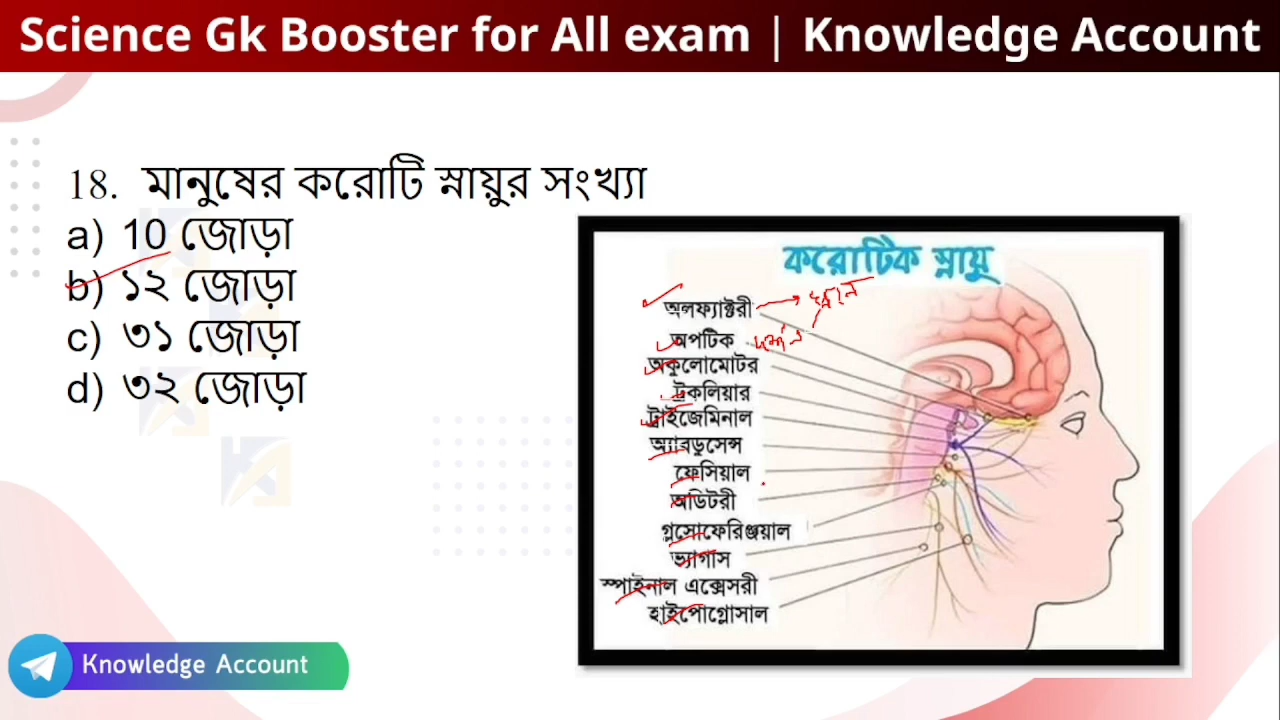 Science Gk Booster for All exam | Knowledge Account
18. মানুষের করোটি স্নায়ুর সংখ্যা
a) 10 জোড়া
b) ১২ জোড়া
c) ৩১ জোড়া
d) ৩২ জোড়া
করোটিক স্নায়ু
অলফ্যাক্টরী
অপটিক
অকুলোমোটর
ট্রকলিয়ার
ট্রাইজেমিনাল
অ্যাবডুসেন্স
ফেসিয়াল
অডিটরী
গ্লসোফেরিঞ্জয়াল
ভ্যাগাস
স্পাইনাল এক্সেসরী
হাইপোগ্লোসাল
Knowledge Account